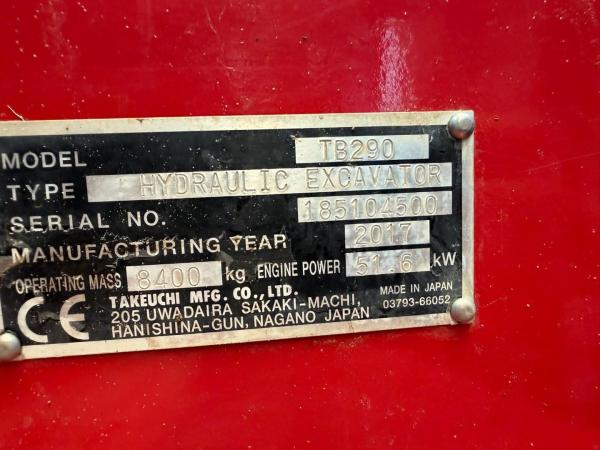 MODEL TB290
TYPE HYDRAULIC EXCAVATOR
SERIAL NO. 185104500
MANUFACTURING YEAR 2017
OPERATING MASS 8400 kg ENGINE POWER 51.6 kW
CE TAKEUCHI MFG. CO.,LTD. MADE IN JAPAN
205 UWADAIRA SAKAKI-MACHI, 03793-66052
HANISHINA-GUN, NAGANO JAPAN